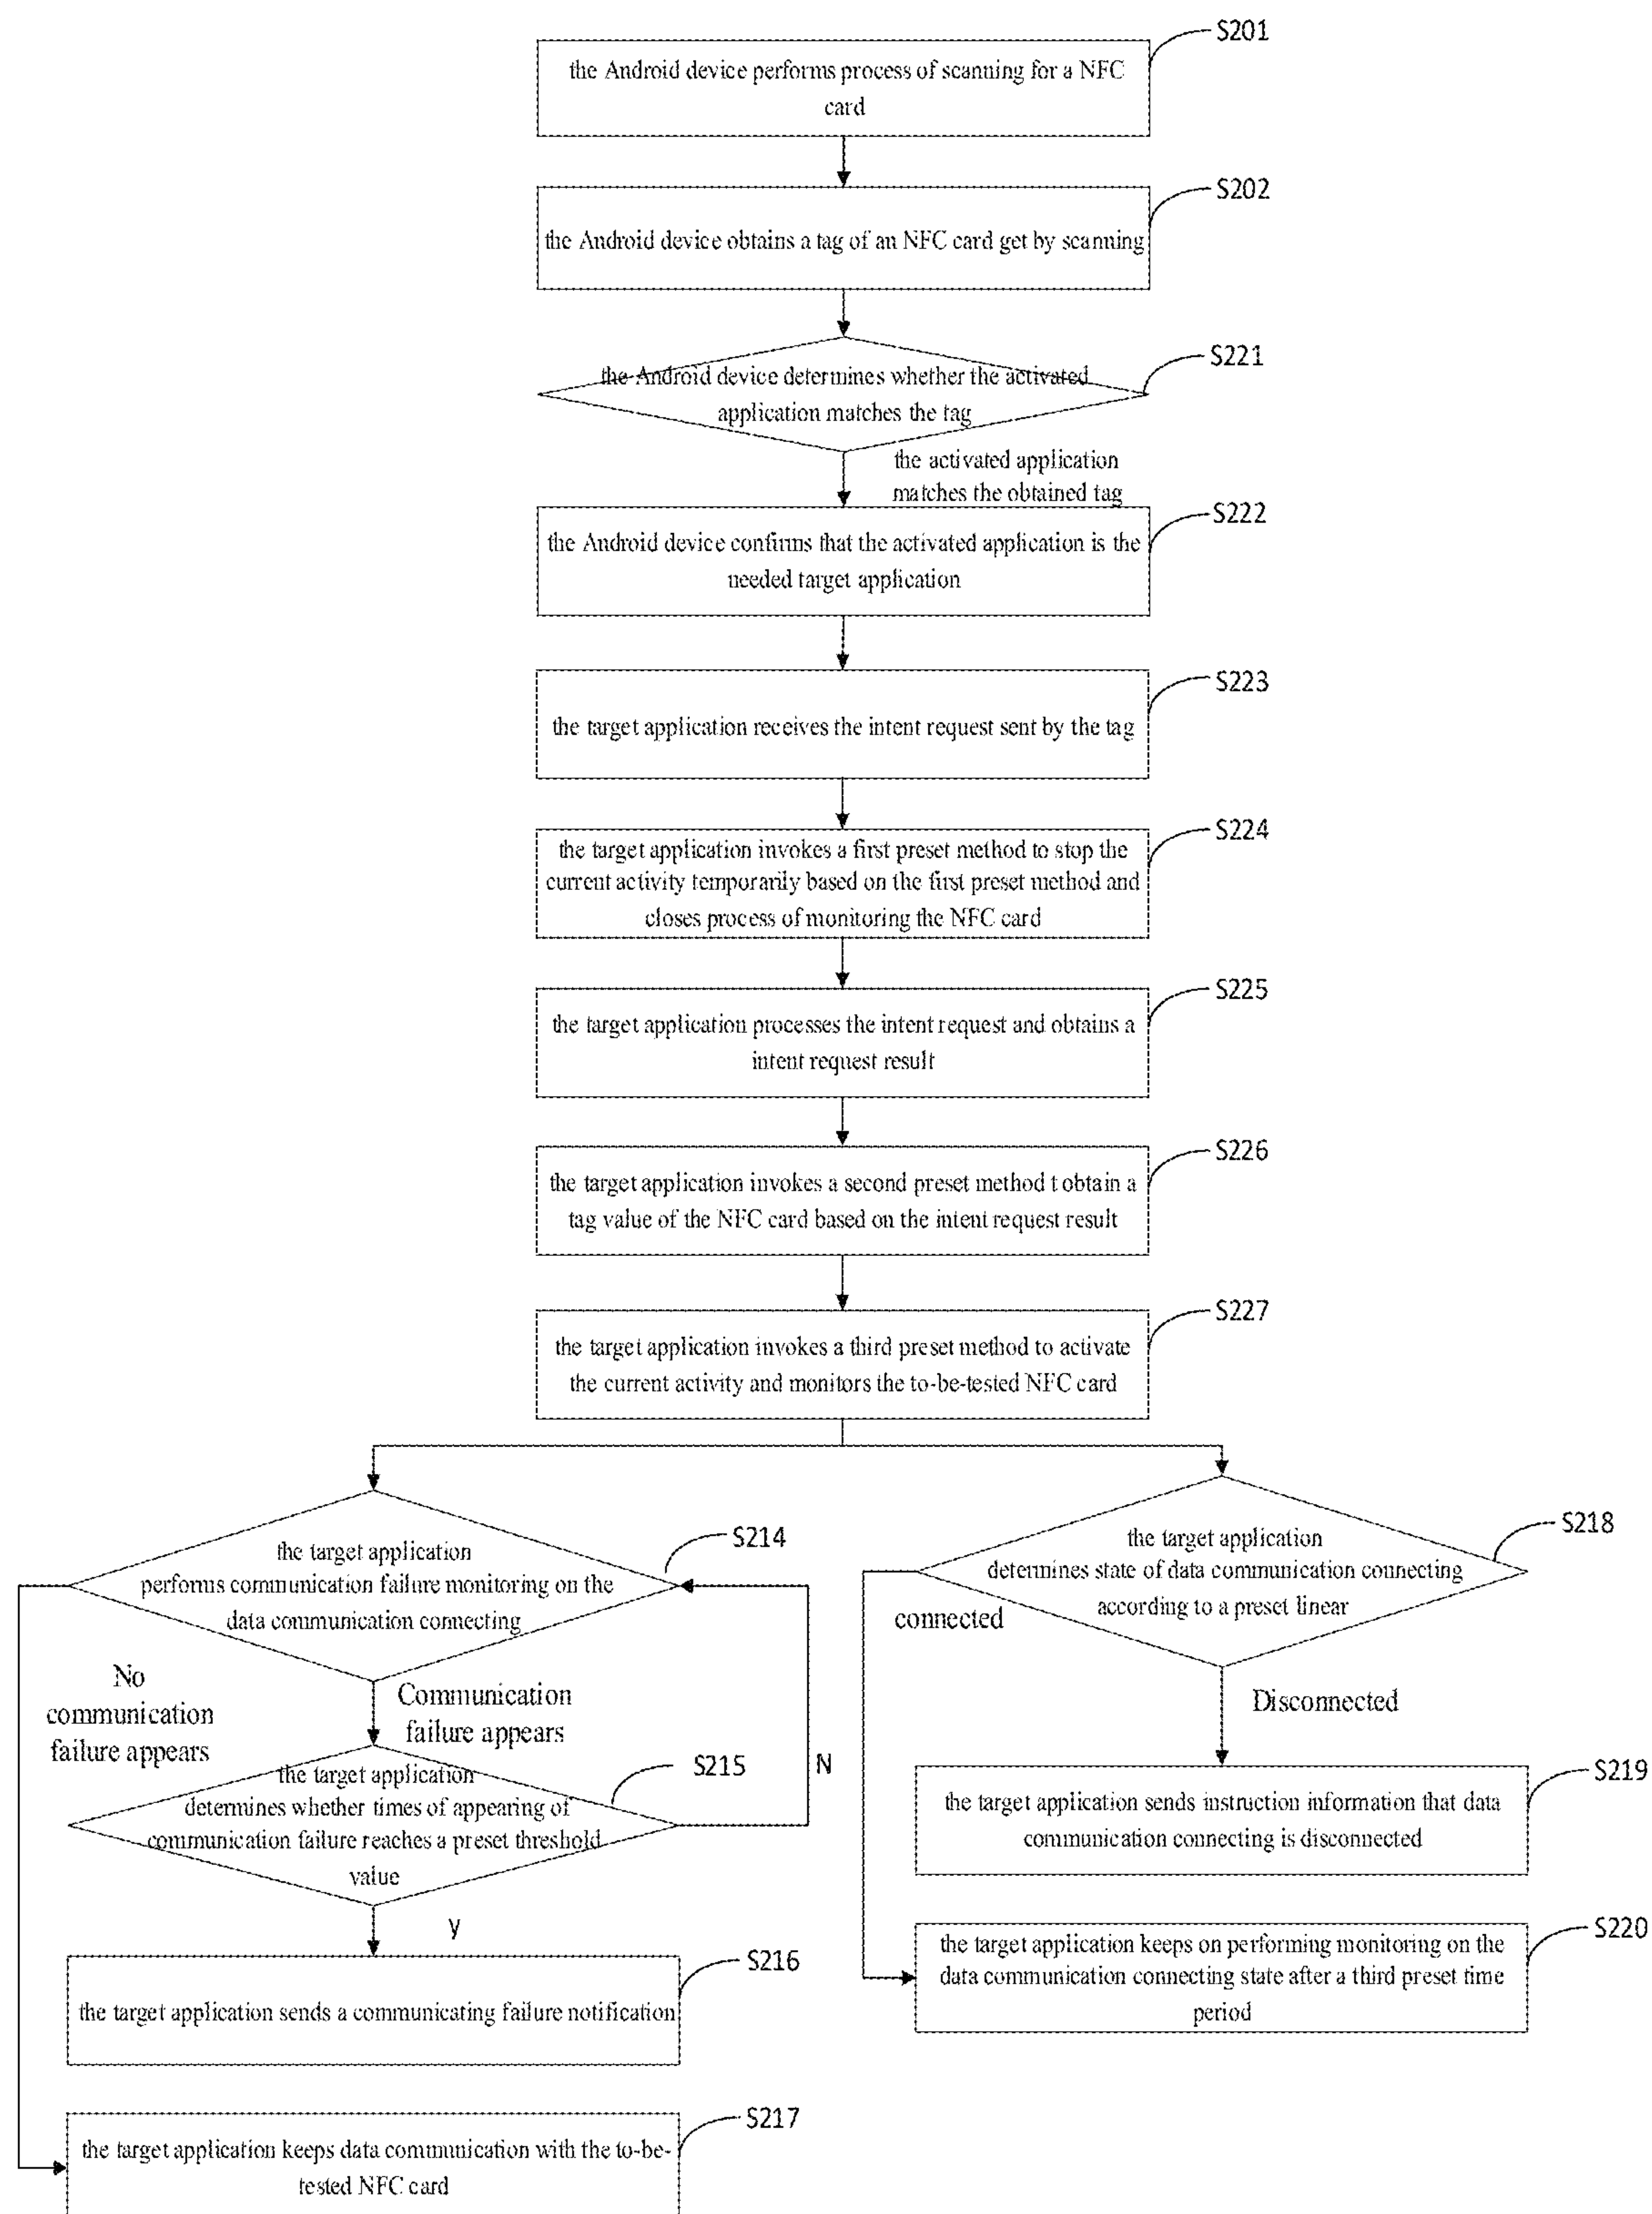 S201
the Android device performs process of scanning for a NFC
card
S202
the Android device obtains a tag of an NFC card get by scanning
S221
the Android device determines whether the activated
application matches the tag
the activated application
matches the obtained tag
S222
the Android device confirms that the activated application is the
needed target application
S223
the target application receives the intent request sent by the tag
S224
the target application invokes a first preset method to stop the
current activity temporarily based on the first preset method and
closes process of monitoring the NFC card
S225
the target application processes the intent request and obtains a
intent request result
S226
the target application invokes a second preset method t obtain a
tag value of the NFC card based on the intent request result
S227
the target application invokes a third preset method to activate
the current activity and monitors the to-be-tested NFC card
S214
the target application
performs communication failure monitoring on the
data communication connecting
No
communication
failure appears
Communication
failure appears
S215
the target application
determines whether times of appearing of
communication failure reaches a preset threshold
value
N
y
S216
the target application sends a communicating failure notification
S217
the target application keeps data communication with the to-be-
tested NFC card
S218
the target application
determines state of data communication connecting
according to a preset linear
connected
Disconnected
S219
the target application sends instruction information that data
communication connecting is disconnected
S220
the target application keeps on performing monitoring on the
data communication connecting state after a third preset time
period